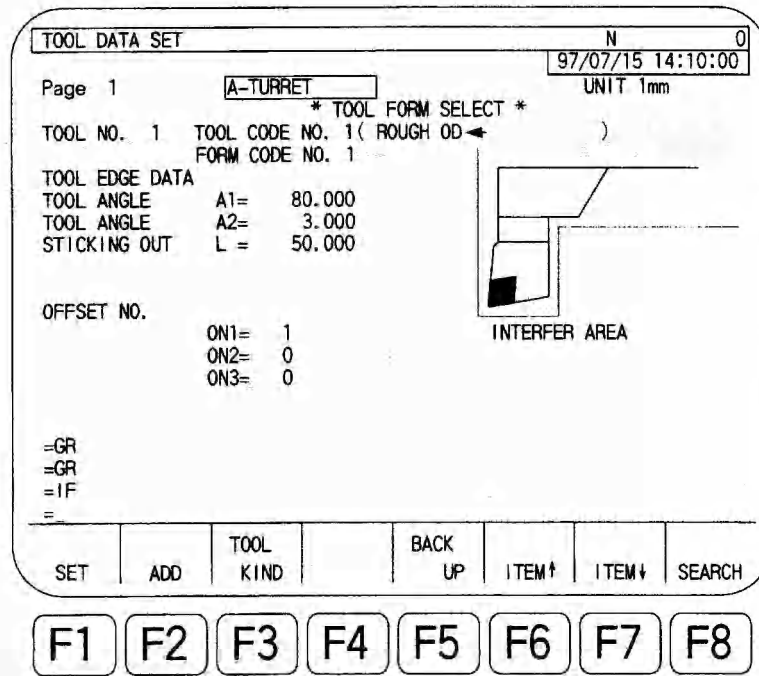 TOOL DATA SET N 0
97/07/15 14:10:00
Page 1 A-TURRET UNIT 1mm
* TOOL FORM SELECT *
TOOL NO. 1 TOOL CODE NO. 1( ROUGH OD← )
FORM CODE NO. 1
TOOL EDGE DATA
TOOL ANGLE A1= 80.000
TOOL ANGLE A2= 3.000
STICKING OUT L = 50.000
OFFSET NO.
INTERFER AREA
ON1= 1
ON2= 0
ON3= 0
=GR
=GR
=IF
=_
SET ADD TOOL KIND BACK UP ITEM↑ ITEM↓ SEARCH
F1 F2 F3 F4 F5 F6 F7 F8